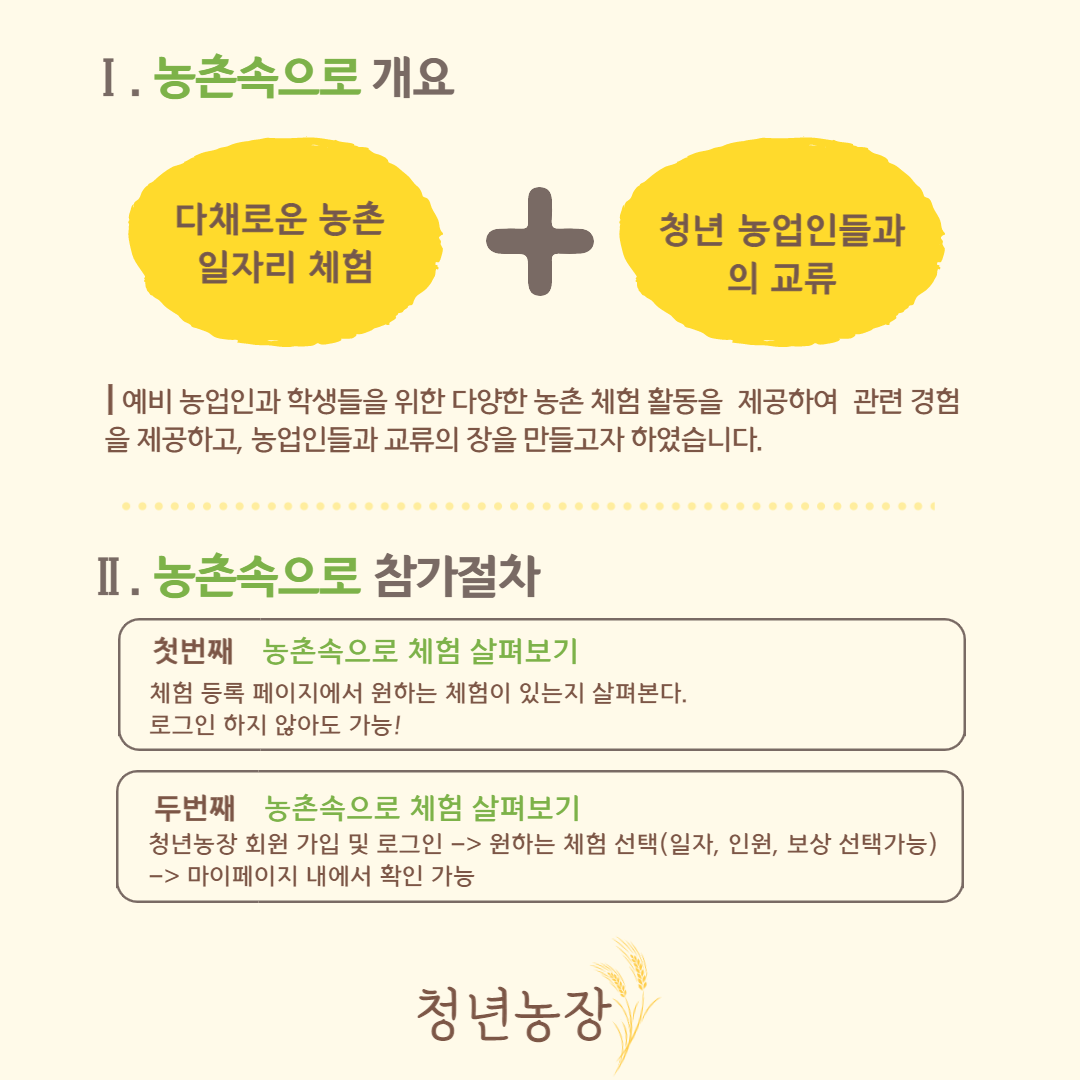 Ⅰ. 농촌속으로 개요
다채로운 농촌
일자리 체험
청년 농업인들과
의 교류
| 예비 농업인과 학생들을 위한 다양한 농촌 체험 활동을 제공하여 관련 경험
을 제공하고, 농업인들과 교류의 장을 만들고자 하였습니다.
Ⅱ. 농촌속으로 참가절차
첫번째 농촌속으로 체험 살펴보기
체험 등록 페이지에서 원하는 체험이 있는지 살펴본다.
로그인 하지 않아도 가능!
두번째 농촌속으로 체험 살펴보기
청년농장 회원 가입 및 로그인 –> 원하는 체험 선택(일자, 인원, 보상 선택가능)
–> 마이페이지 내에서 확인 가능
청년농장